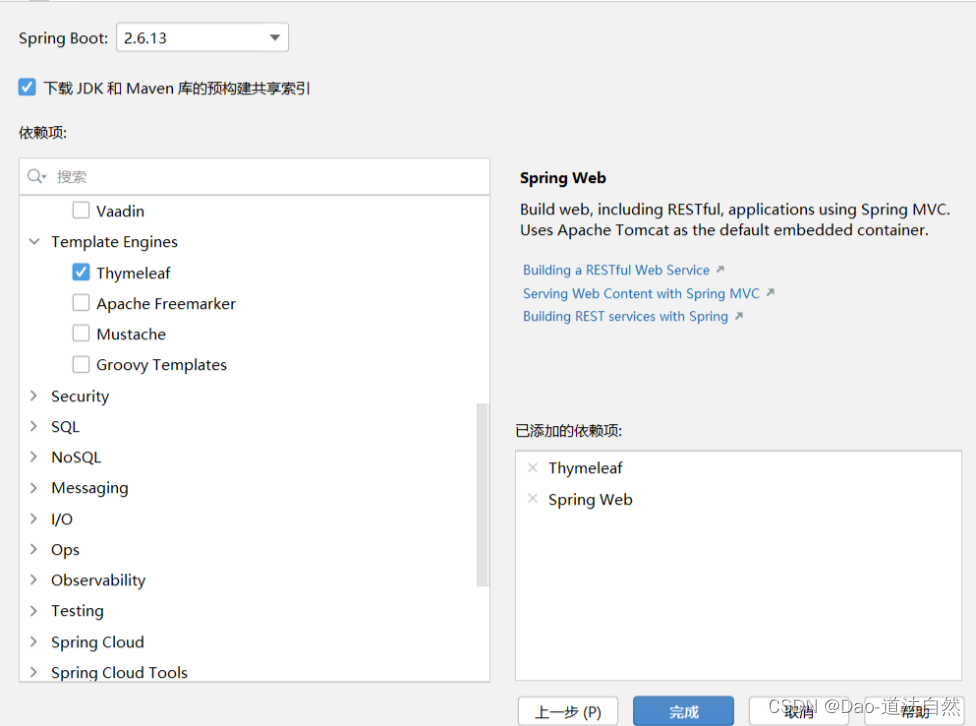 Spring Boot: 2.6.13
下载 JDK 和 Maven 库的预构建共享索引
依赖项:
搜索
Vaadin
Template Engines
Thymeleaf
Apache Freemarker
Mustache
Groovy Templates
Security
SQL
NoSQL
Messaging
I/O
Ops
Observability
Testing
Spring Cloud
Spring Cloud Tools
Spring Web
Build web, including RESTful, applications using Spring MVC.
Uses Apache Tomcat as the default embedded container.
Building a RESTful Web Service
Serving Web Content with Spring MVC
Building REST services with Spring
已添加的依赖项:
Thymeleaf
Spring Web
上一步 (P)
完成
取消
帮助
CSDN @Dao-道法自然